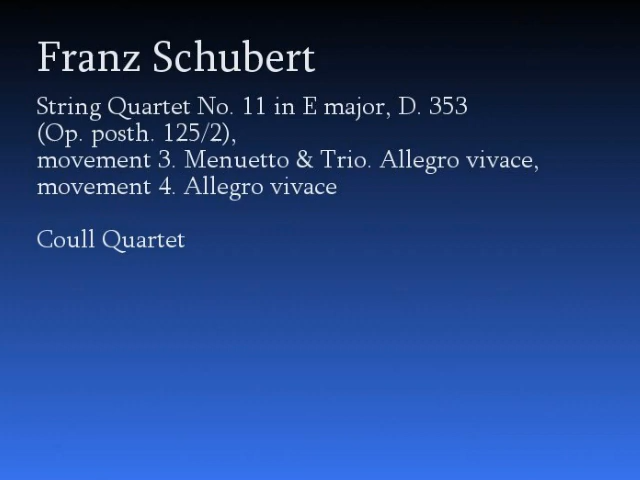 Franz Schubert
String Quartet No. 11 in E major, D. 353
(Op. posth. 125/2),
movement 3. Menuetto & Trio. Allegro vivace,
movement 4. Allegro vivace
Coull Quartet